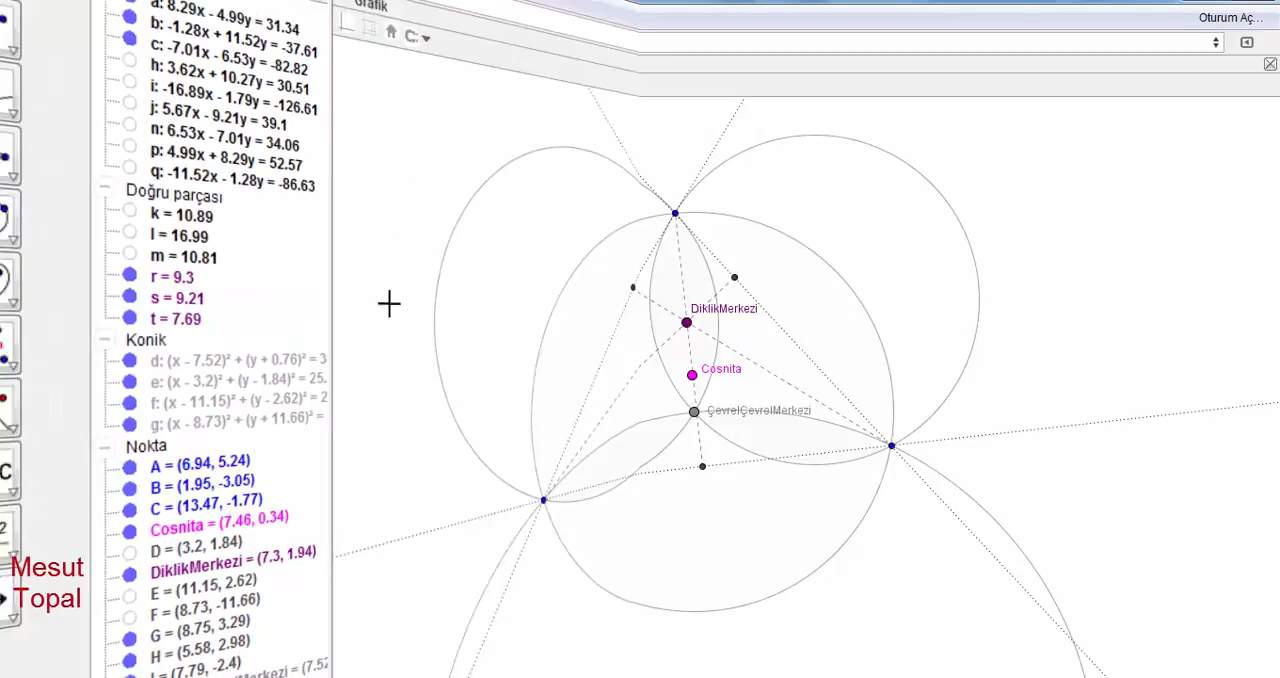 Grafik
Oturum Aç...
a: 8.29x - 4.99y = 31.34
b: -1.28x + 11.52y = -37.61
c: -7.01x - 6.53y = -82.82
h: 3.62x + 10.27y = 30.51
i: -16.89x - 1.79y = -126.61
j: 5.67x - 9.21y = 39.1
n: 6.53x - 7.01y = 34.06
p: 4.99x + 8.29y = 52.57
q: -11.52x - 1.28y = -86.63
Doğru parçası
k = 10.89
l = 16.99
m = 10.81
r = 9.3
s = 9.21
t = 7.69
Konik
d: (x - 7.52)² + (y + 0.76)² = 3
e: (x - 3.2)² + (y - 1.84)² = 25.
f: (x - 11.15)² + (y - 2.62)² = 2
g: (x - 8.73)² + (y + 11.66)² =
Nokta
A = (6.94, 5.24)
B = (1.95, -3.05)
C = (13.47, -1.77)
Cosnita = (7.46, 0.34)
D = (3.2, 1.84)
DiklikMerkezi = (7.3, 1.94)
E = (11.15, 2.62)
F = (8.73, -11.66)
G = (8.75, 3.29)
H = (5.58, 2.98)
I = (7.79, -2.4)
Merkezi = (7.52
Mesut
Topal
DiklikMerkezi
Cosnita
ÇevrelÇevrelMerkezi